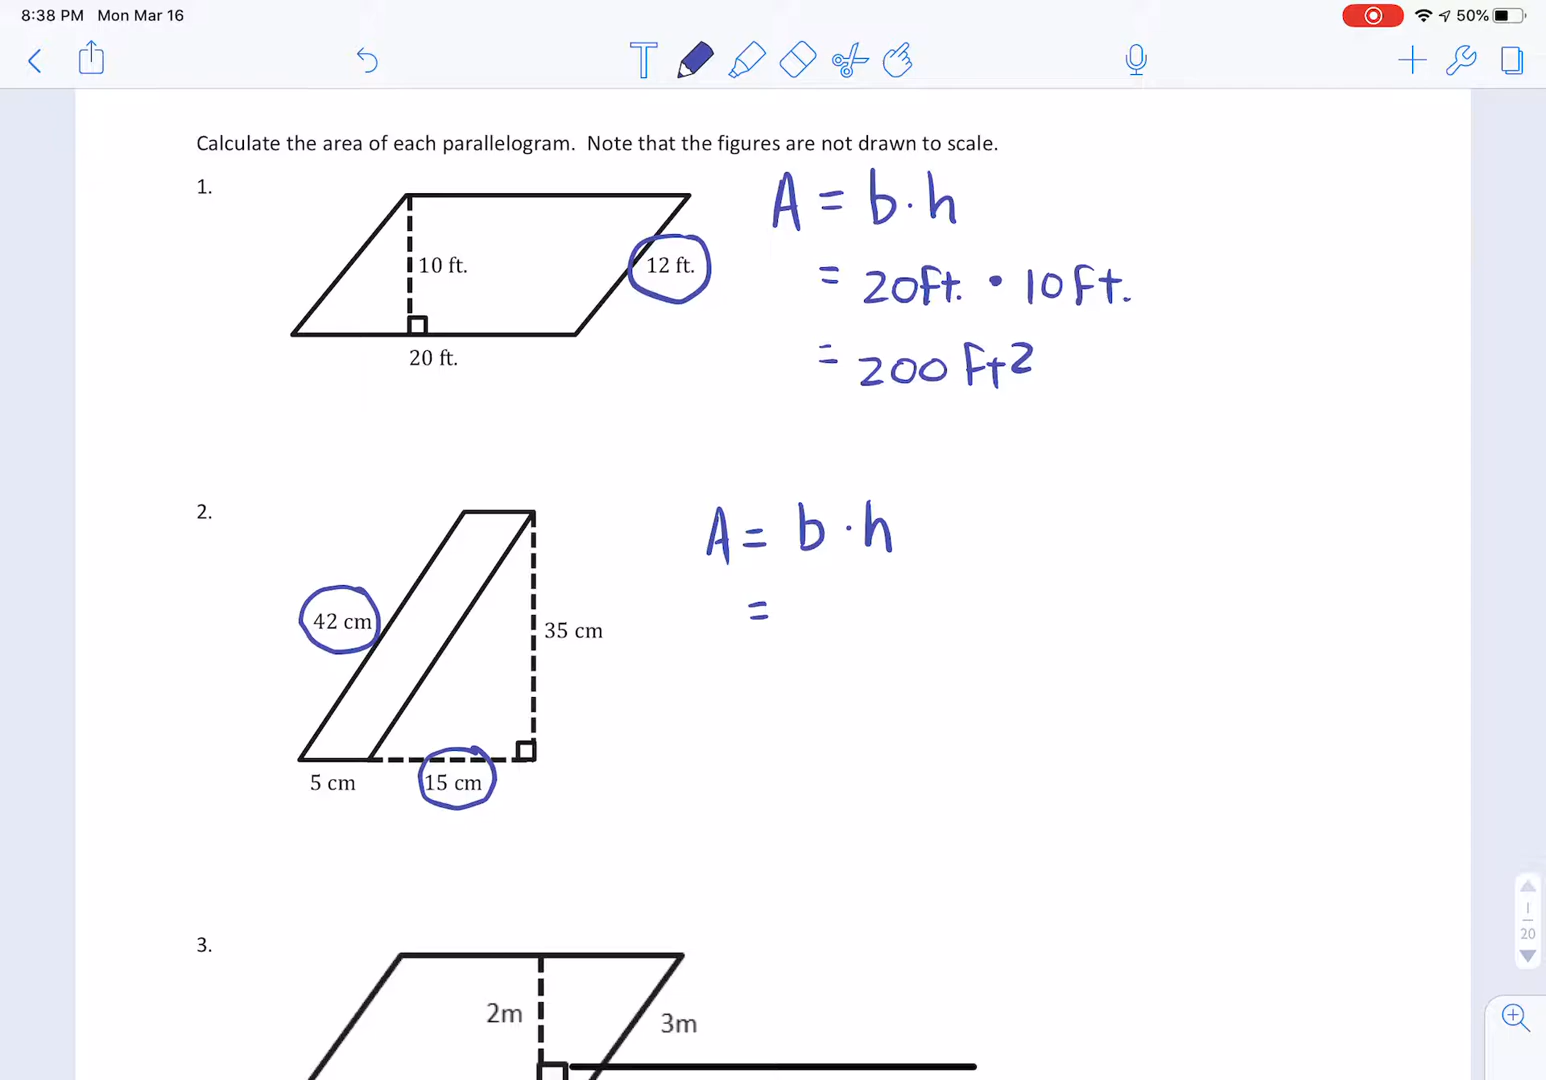 8:38 PM Mon Mar 16
50%
T
Calculate the area of each parallelogram. Note that the figures are not drawn to scale.
1.
10 ft.
12 ft.
20 ft.
A = b · h
= 20ft. · 10ft.
= 200 ft²
2.
42 cm
35 cm
5 cm
15 cm
A = b · h
=
3.
2m
3m
1
20